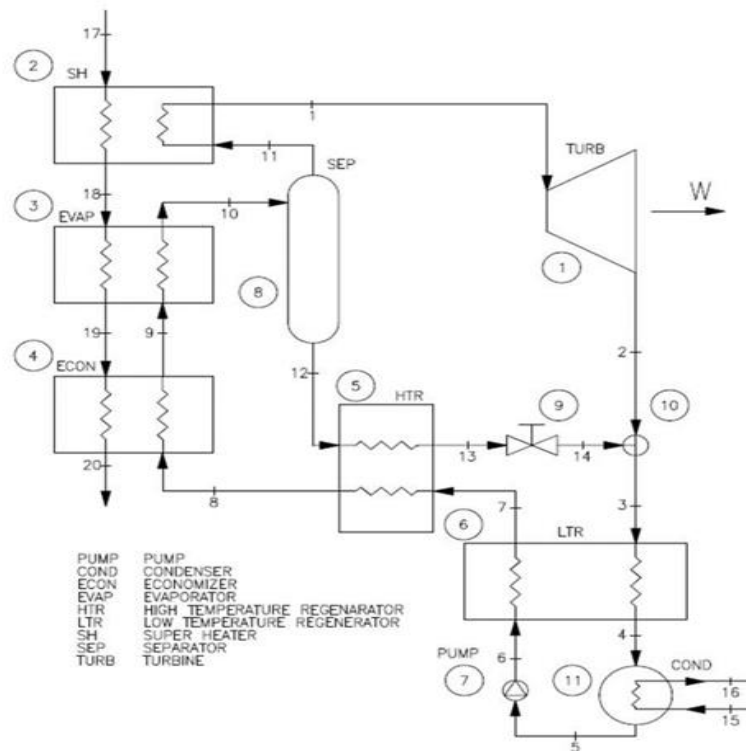 17
2
SH
1
TURB
11
SEP
W
18
3
EVAP
10
1
8
19
9
2
4
ECON
12
5
HTR
9
10
13
14
20
8
7
3
6
LTR
PUMP PUMP
COND CONDENSER
ECON ECONOMIZER
EVAP EVAPORATOR
HTR HIGH TEMPERATURE REGENARATOR
LTR LOW TEMPERATURE REGENERATOR
SH SUPER HEATER
SEP SEPARATOR
TURB TURBINE
4
PUMP
6
COND
7
11
16
15
5